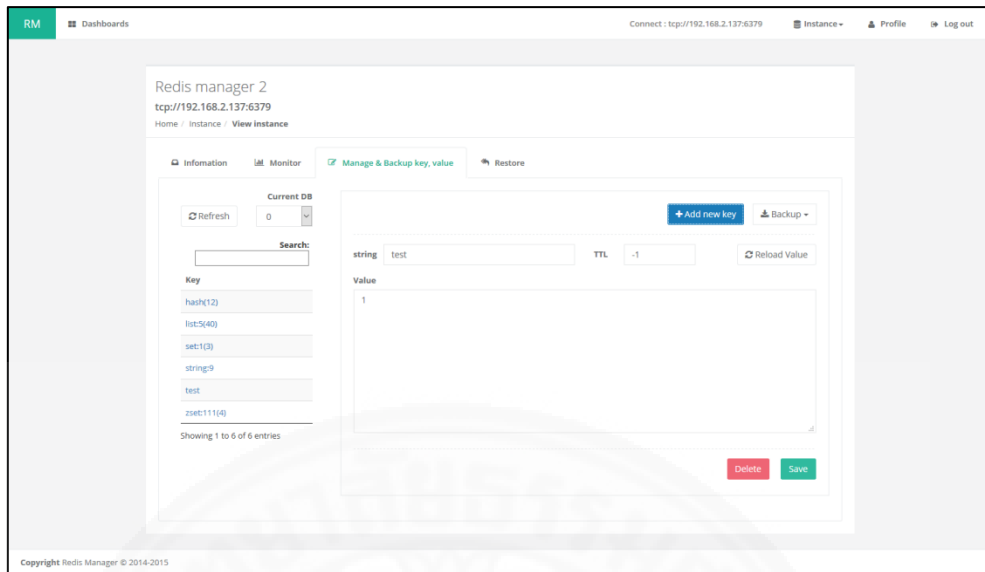 RM Dashboards Connect : tcp://192.168.2.137:6379 Instance Profile Log out
Redis manager 2
tcp://192.168.2.137:6379
Home / Instance / View instance
Infomation Monitor Manage & Backup key, value Restore
Current DB
Refresh 0
Search:
Key
hash(12)
list:5(40)
set:1(3)
string:9
test
zset:111(4)
Showing 1 to 6 of 6 entries
+ Add new key Backup
string test TTL -1 Reload Value
Value
1
Delete Save
Copyright Redis Manager © 2014-2015